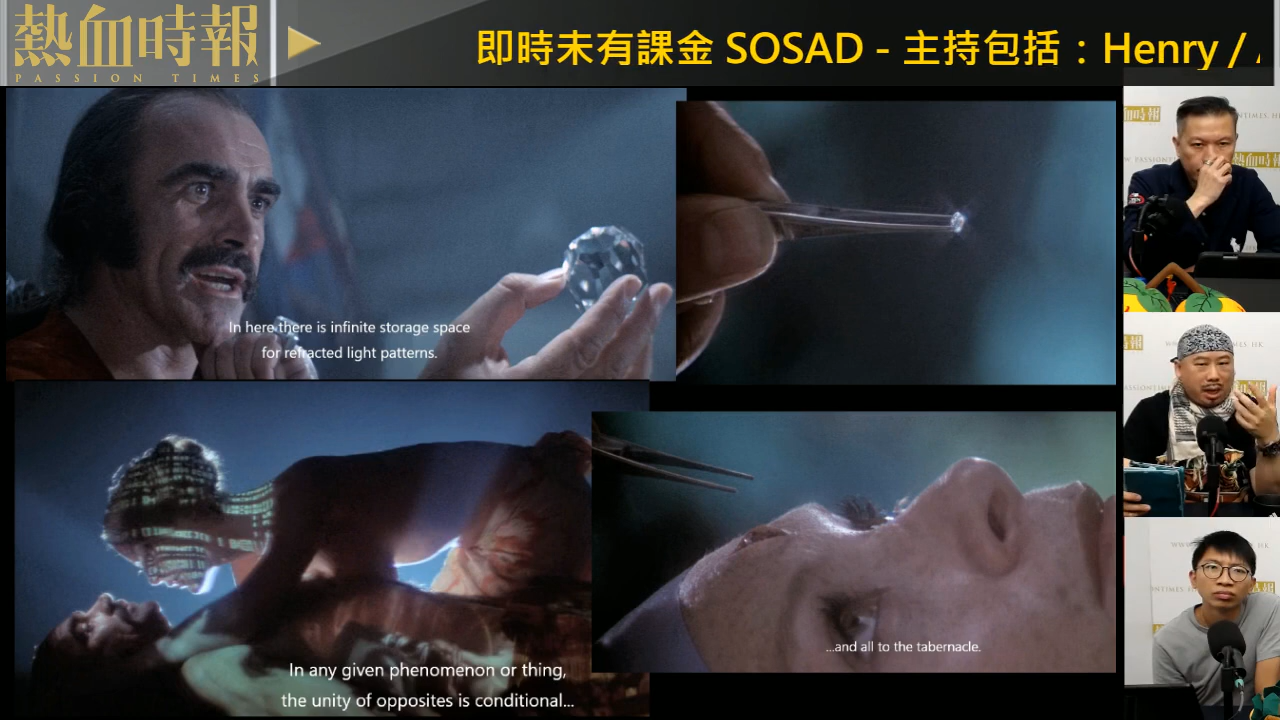 熱血時報
PASSION TIMES
即時未有課金 SOSAD - 主持包括：Henry /
In here there is infinite storage space
for refracted light patterns.
In any given phenomenon or thing,
the unity of opposites is conditional...
...and all to the tabernacle.